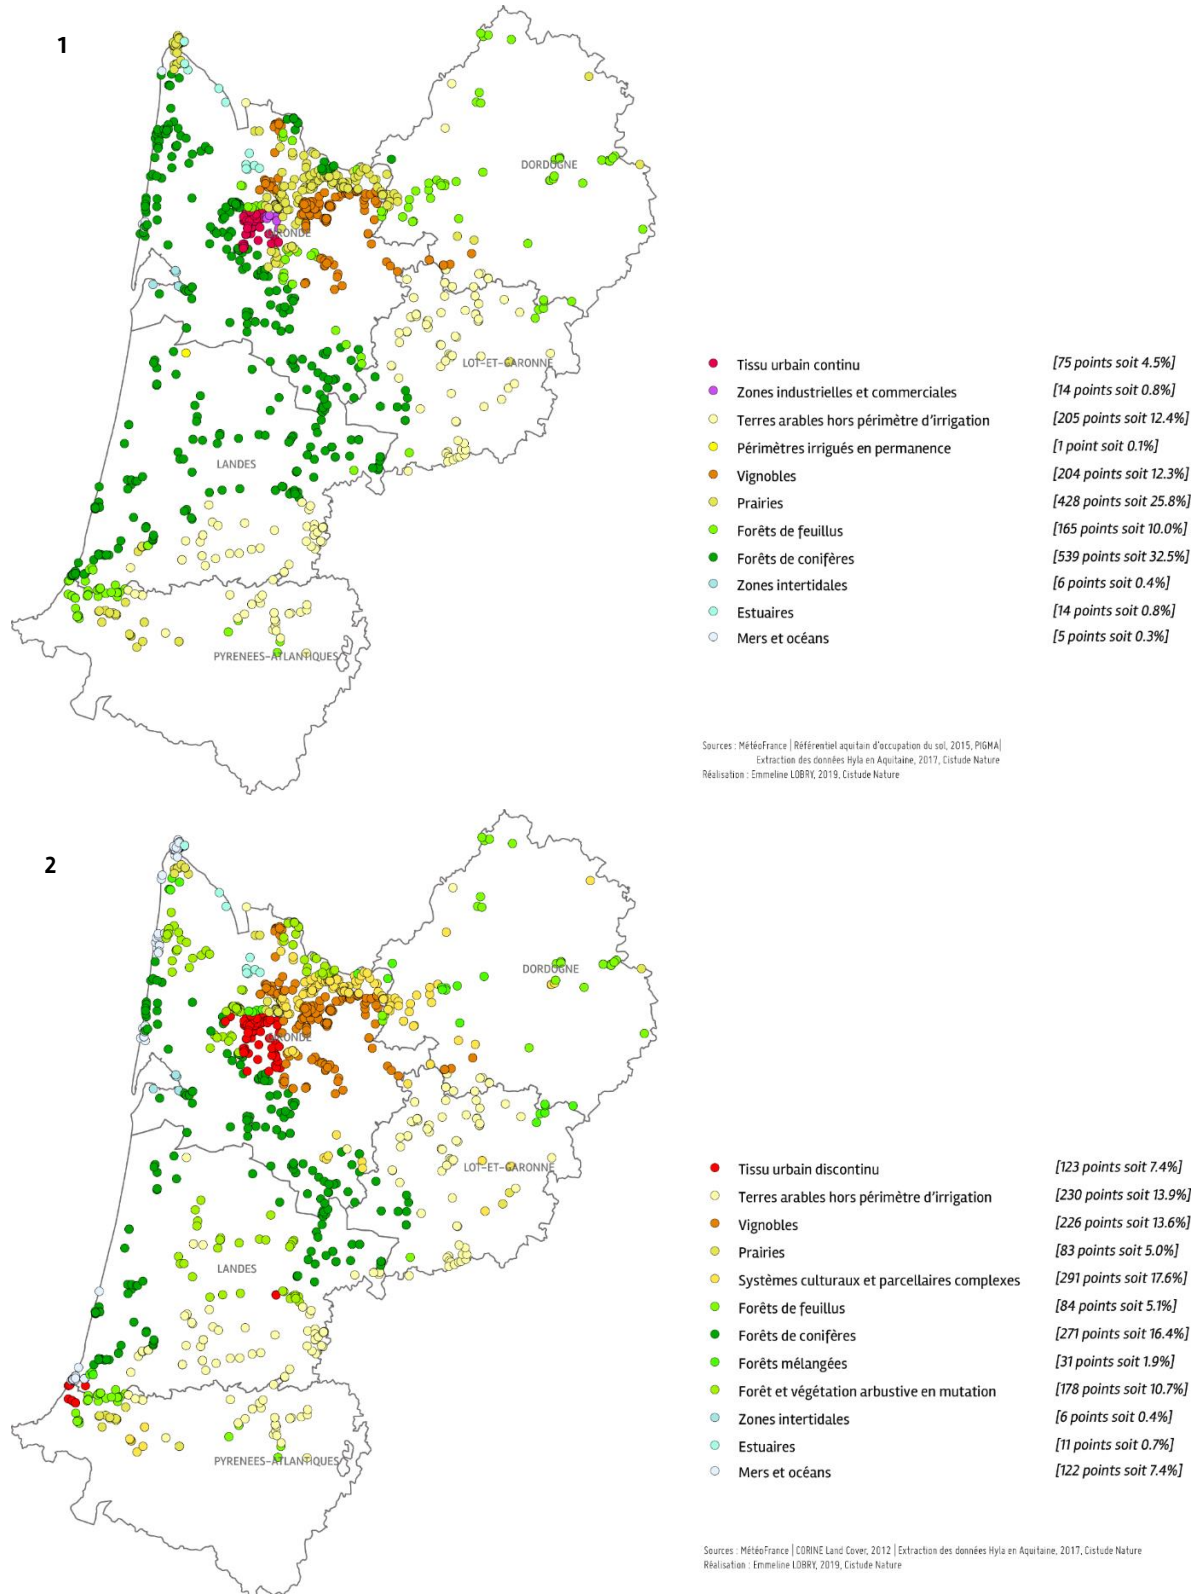 1
DORDOGNE
GIRONDE
LOT-ET-GARONNE
LANDES
PYRENEES-ATLANTIQUES
Tissu urbain continu [75 points soit 4.5%]
Zones industrielles et commerciales [14 points soit 0.8%]
Terres arables hors périmètre d'irrigation [205 points soit 12.4%]
Périmètres irrigués en permanence [1 point soit 0.1%]
Vignobles [204 points soit 12.3%]
Prairies [428 points soit 25.8%]
Forêts de feuillus [165 points soit 10.0%]
Forêts de conifères [539 points soit 32.5%]
Zones intertidales [6 points soit 0.4%]
Estuaires [14 points soit 0.8%]
Mers et océans [5 points soit 0.3%]
Sources : MétéoFrance | Référentiel aquitain d'occupation du sol, 2015, PIGMA|
Extraction des données Hyla en Aquitaine, 2017, Cistude Nature
Réalisation : Emmeline LOBRY, 2019, Cistude Nature
2
DORDOGNE
GIRONDE
LOT-ET-GARONNE
LANDES
PYRENEES-ATLANTIQUES
Tissu urbain discontinu [123 points soit 7.4%]
Terres arables hors périmètre d'irrigation [230 points soit 13.9%]
Vignobles [226 points soit 13.6%]
Prairies [83 points soit 5.0%]
Systèmes culturaux et parcellaires complexes [291 points soit 17.6%]
Forêts de feuillus [84 points soit 5.1%]
Forêts de conifères [271 points soit 16.4%]
Forêts mélangées [31 points soit 1.9%]
Forêt et végétation arbustive en mutation [178 points soit 10.7%]
Zones intertidales [6 points soit 0.4%]
Estuaires [11 points soit 0.7%]
Mers et océans [122 points soit 7.4%]
Sources : MétéoFrance | CORINE Land Cover, 2012 | Extraction des données Hyla en Aquitaine, 2017, Cistude Nature
Réalisation : Emmeline LOBRY, 2019, Cistude Nature